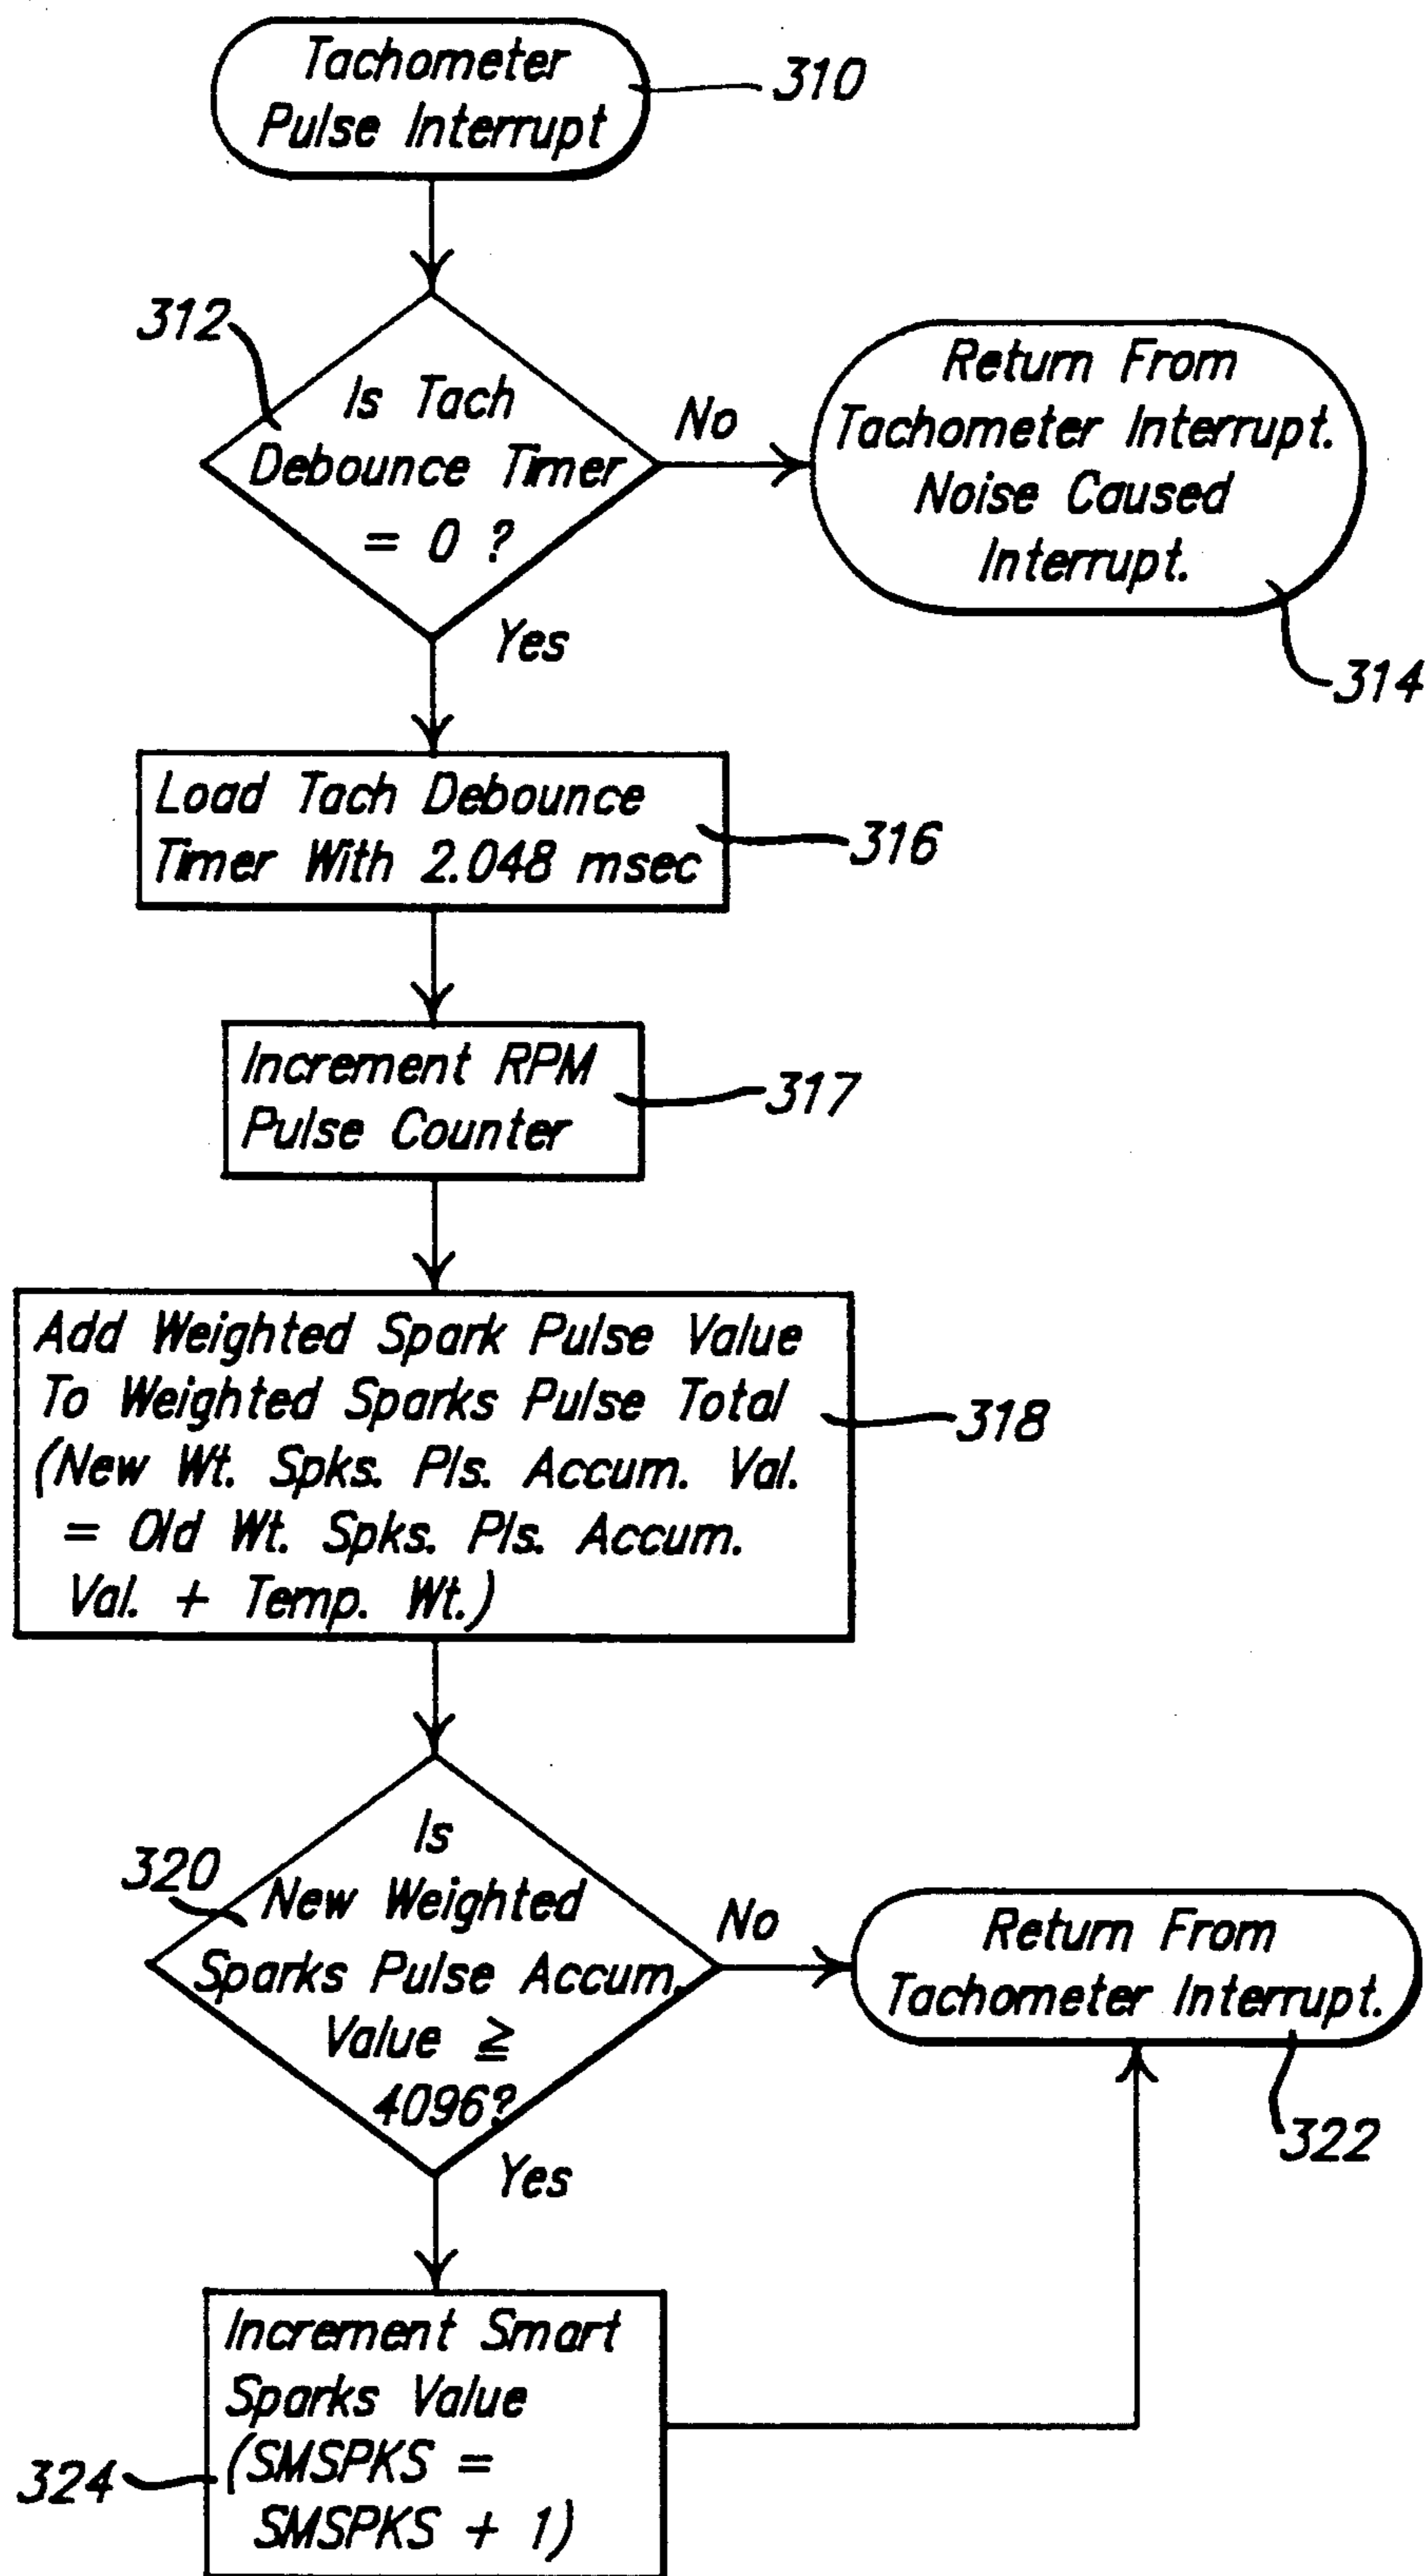 Tachometer
Pulse Interrupt
310
312
Is Tach
Debounce Timer
= 0 ?
No
Return From
Tachometer Interrupt.
Noise Caused
Interrupt.
314
Yes
Load Tach Debounce
Timer With 2.048 msec
316
Increment RPM
Pulse Counter
317
Add Weighted Spark Pulse Value
To Weighted Sparks Pulse Total
(New Wt. Spks. Pls. Accum. Val.
= Old Wt. Spks. Pls. Accum.
Val. + Temp. Wt.)
318
320
Is
New Weighted
Sparks Pulse Accum.
Value ≧
4096?
No
Return From
Tachometer Interrupt.
322
Yes
Increment Smart
Sparks Value
(SMSPKS =
SMSPKS + 1)
324